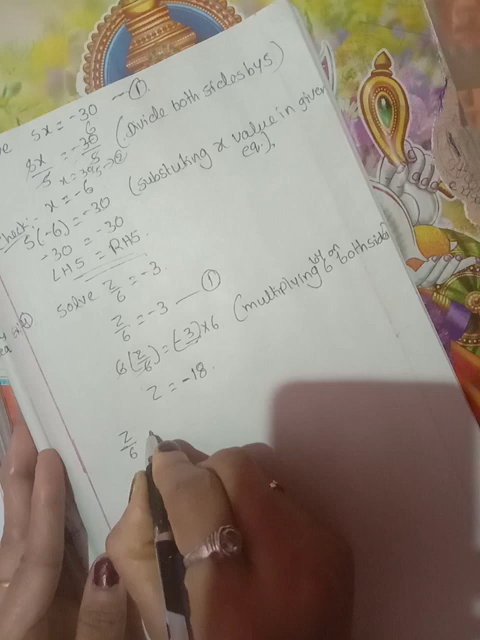 5x = -30 — ①
5x/5 = -30/5 (divide both sides by 5)
x = -6
Check:- 5(-6) = -30 (substuting x value in given eq.),
-30 = -30
LHS = RHS.
Solve z/6 = -3
z/6 = -3 — ①
6(z/6) = (-3)×6 (multiplying by 6 on both side)
z = -18.
z/6